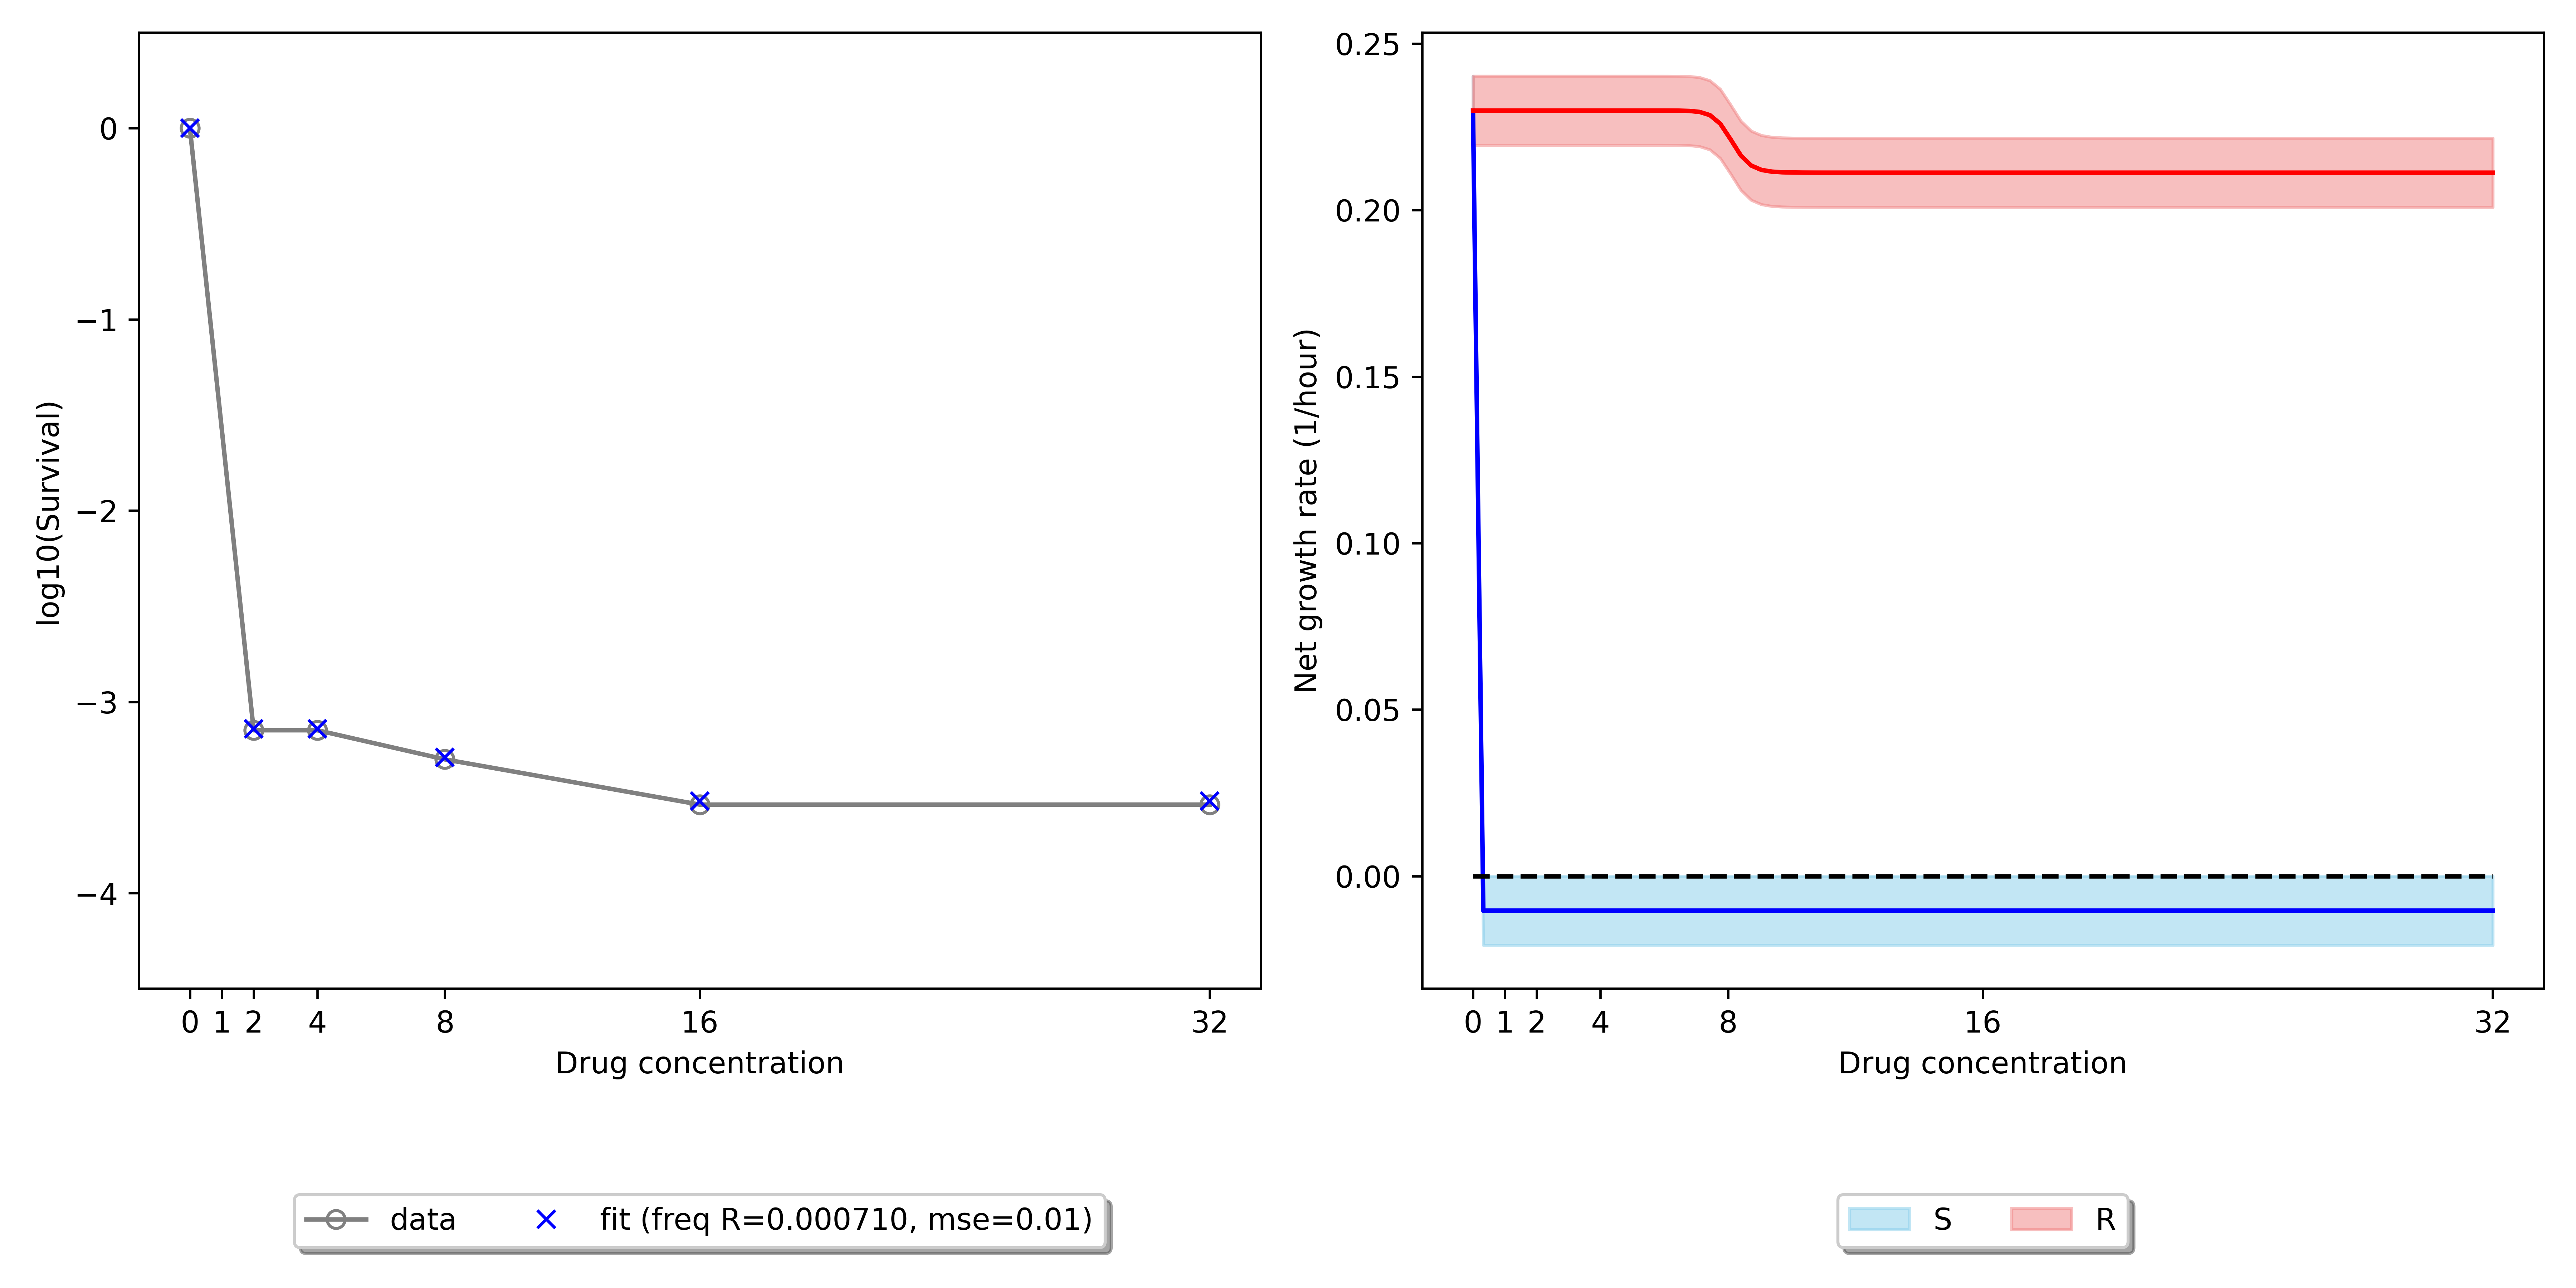 0
−1
−2
−3
−4
log10(Survival)
0 1 2 4 8 16 32
Drug concentration
data fit (freq R=0.000710, mse=0.01)
0.25
0.20
0.15
0.10
0.05
0.00
Net growth rate (1/hour)
0 1 2 4 8 16 32
Drug concentration
S R